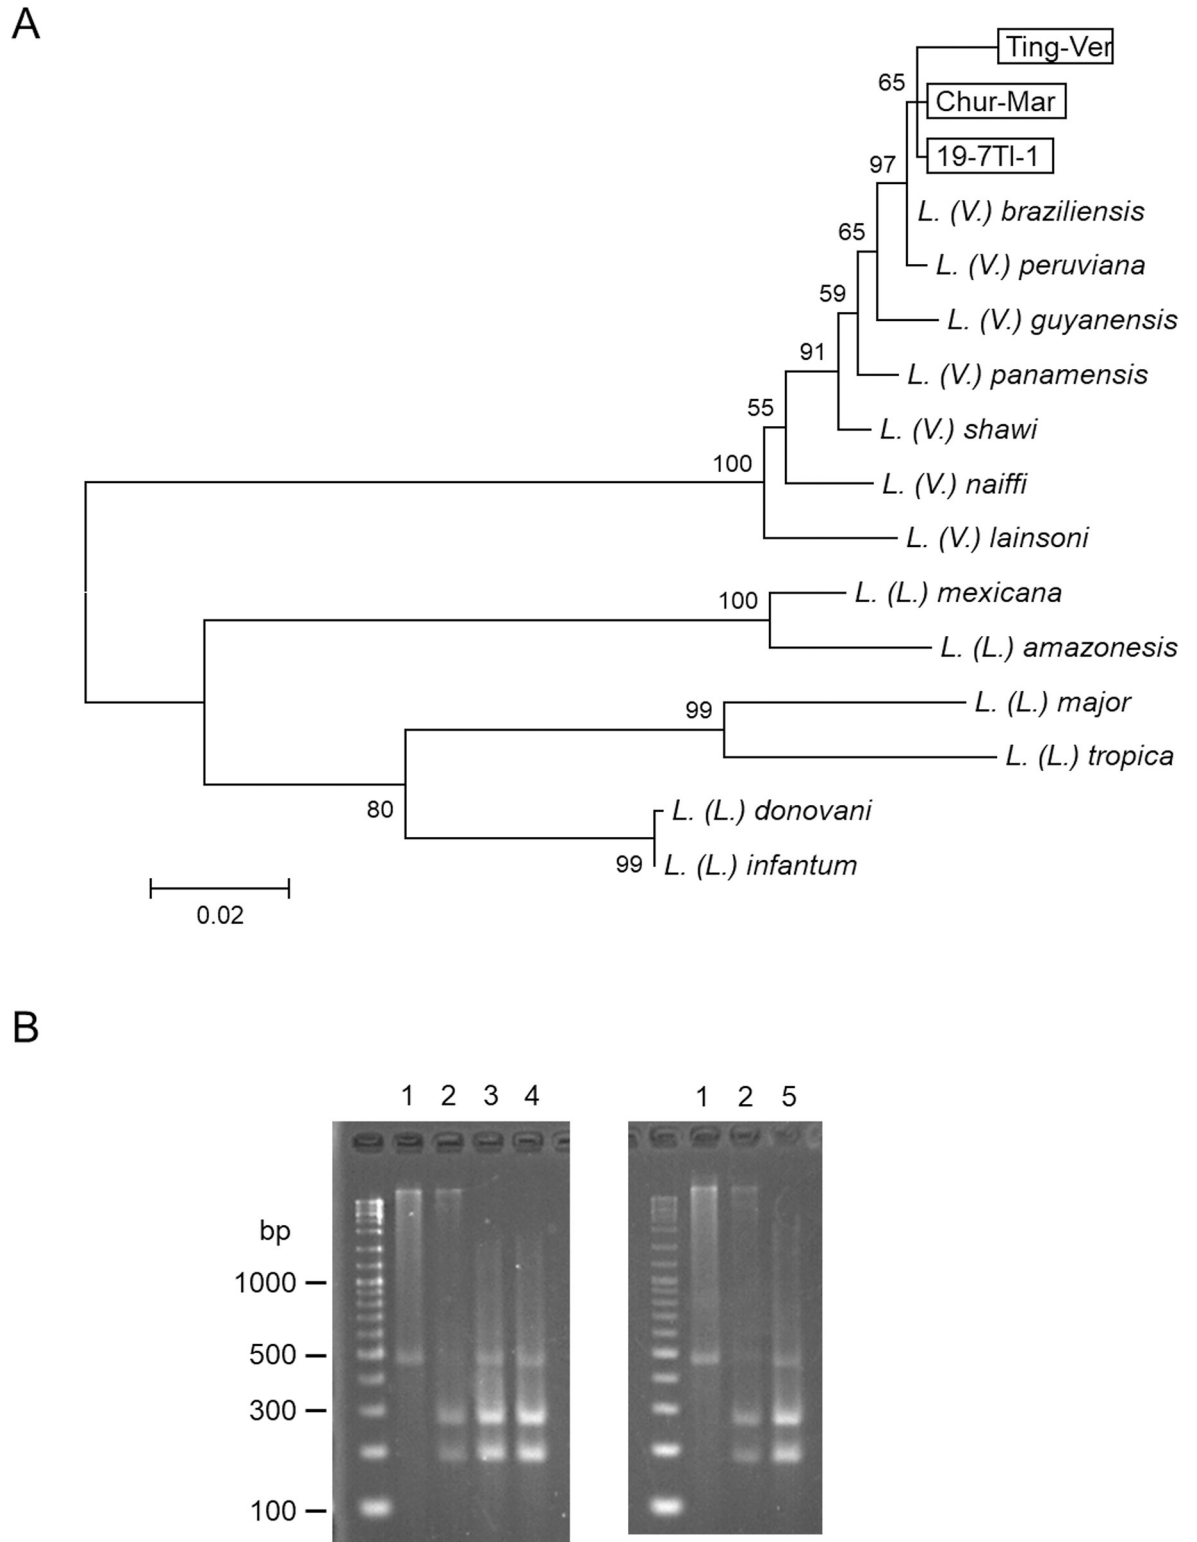 A
Ting-Ver
65
Chur-Mar
19-7TI-1
97
L. (V.) braziliensis
65
L. (V.) peruviana
59
L. (V.) guyanensis
91
L. (V.) panamensis
55
L. (V.) shawi
100
L. (V.) naiffi
L. (V.) lainsoni
100
L. (L.) mexicana
L. (L.) amazonesis
99
L. (L.) major
L. (L.) tropica
80
L. (L.) donovani
99
L. (L.) infantum
0.02
B
1 2 3 4 1 2 5
bp
1000
500
300
100